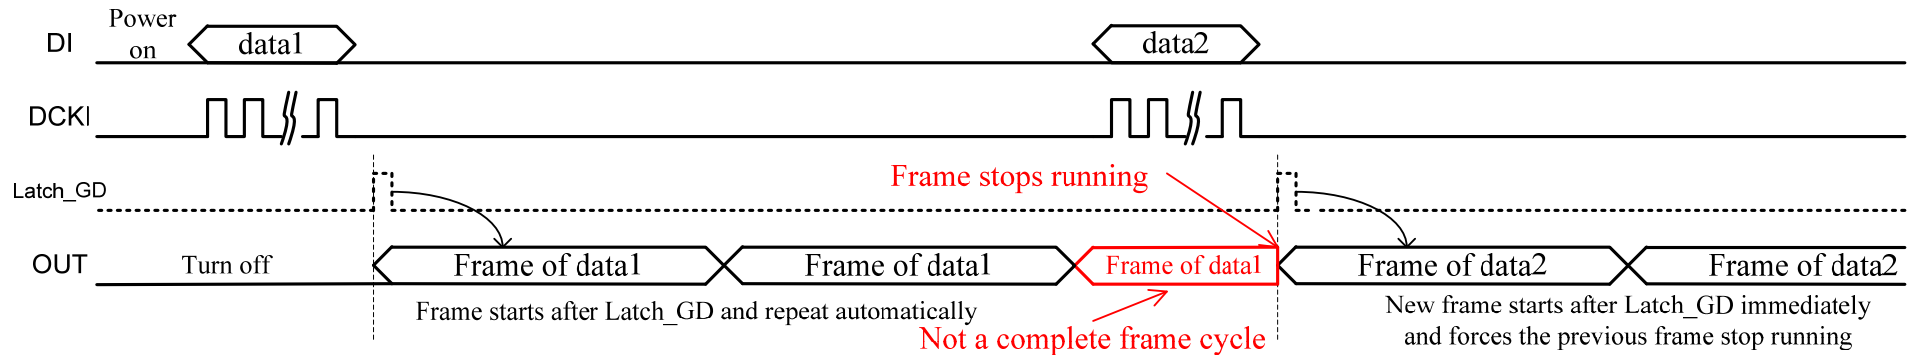 Power
on
DI
data1
data2
DCKI
Latch_GD
Frame stops running
OUT
Turn off
Frame of data1
Frame of data1
Frame of data1
Frame of data2
Frame of data2
Frame starts after Latch_GD and repeat automatically
Not a complete frame cycle
New frame starts after Latch_GD immediately
and forces the previous frame stop running